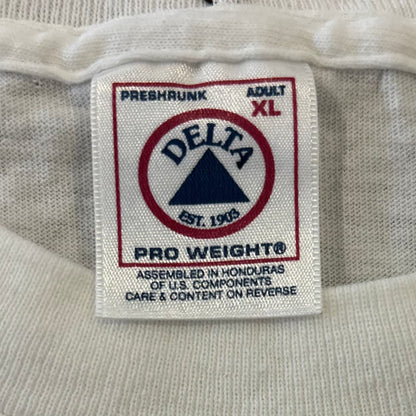 PRESHRUNK ADULT
XL
DELTA
EST. 1903
PRO WEIGHT®
ASSEMBLED IN HONDURAS
OF U.S. COMPONENTS
CARE & CONTENT ON REVERSE